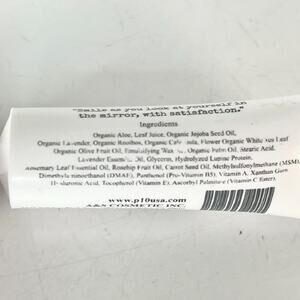 "Smile as you look at yourself in
the mirror, with satisfaction."
Ingredients
Organic Aloe, Leaf Juice, Organic Jojoba Seed Oil,
Organic Lavender, Organic Rooibos, Organic Calendula, Flower Organic White Tea Leaf
Organic Olive Fruit Oil, Emulsifying Wax, Organic Palm Oil, Stearic Acid,
Lavender Essential Oil, Glycerin, Hydrolyzed Lupine Protein,
Rosemary Leaf Essential Oil, Rosehip Fruit Oil, Carrot Seed Oil, Methylsulfonylmethane (MSM),
Dimethylaminoethanol (DMAE), Panthenol (Pro-Vitamin B5), Vitamin A, Xanthan Gum
Hyaluronic Acid, Tocopherol (Vitamin E), Ascorbyl Palmitate (Vitamin C Ester),
www.p10usa.com
A&S COSMETIC INC.